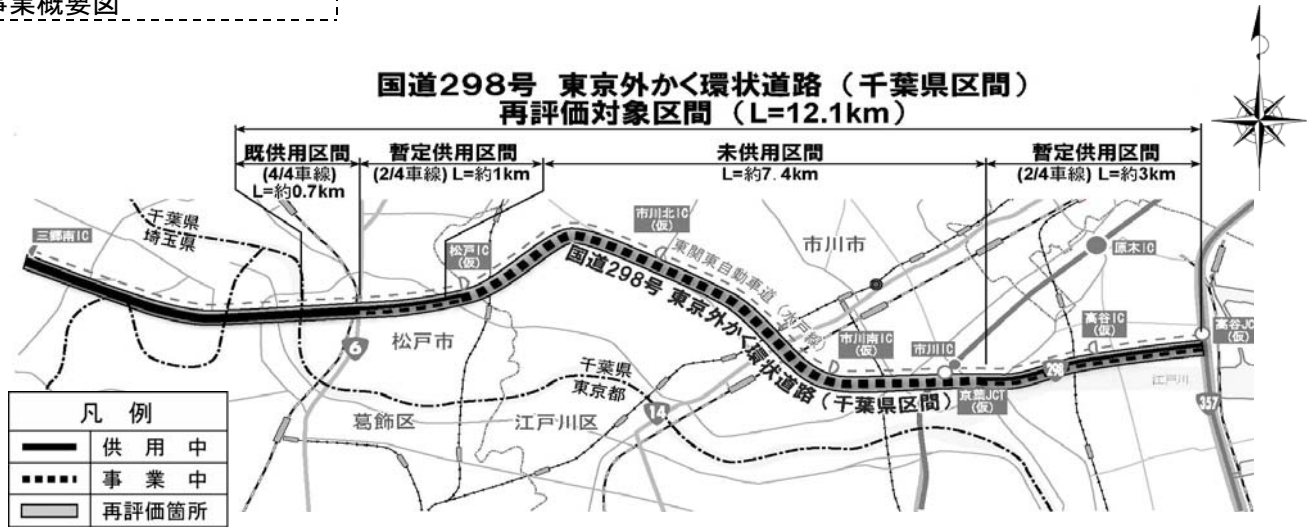 事業概要図
国道298号 東京外かく環状道路（千葉県区間）
再評価対象区間（L=12.1km）
既供用区間
(4/4車線)
L=約0.7km
暫定供用区間
(2/4車線) L=約1km
未供用区間
L=約7.4km
暫定供用区間
(2/4車線) L=約3km
千葉県
埼玉県
三郷南IC
松戸IC
(仮)
市川北IC
(仮)
東関東自動車道（水戸線）
市川市
原木IC
国道298号 東京外かく環状道路（千葉県区間）
6
松戸市
千葉県
東京都
葛飾区
江戸川区
14
市川南IC
(仮)
市川IC
京葉JCT
(仮)
298
高谷IC
(仮)
高谷JC
(仮)
江戸川
357
凡 例
供 用 中
事 業 中
再評価箇所